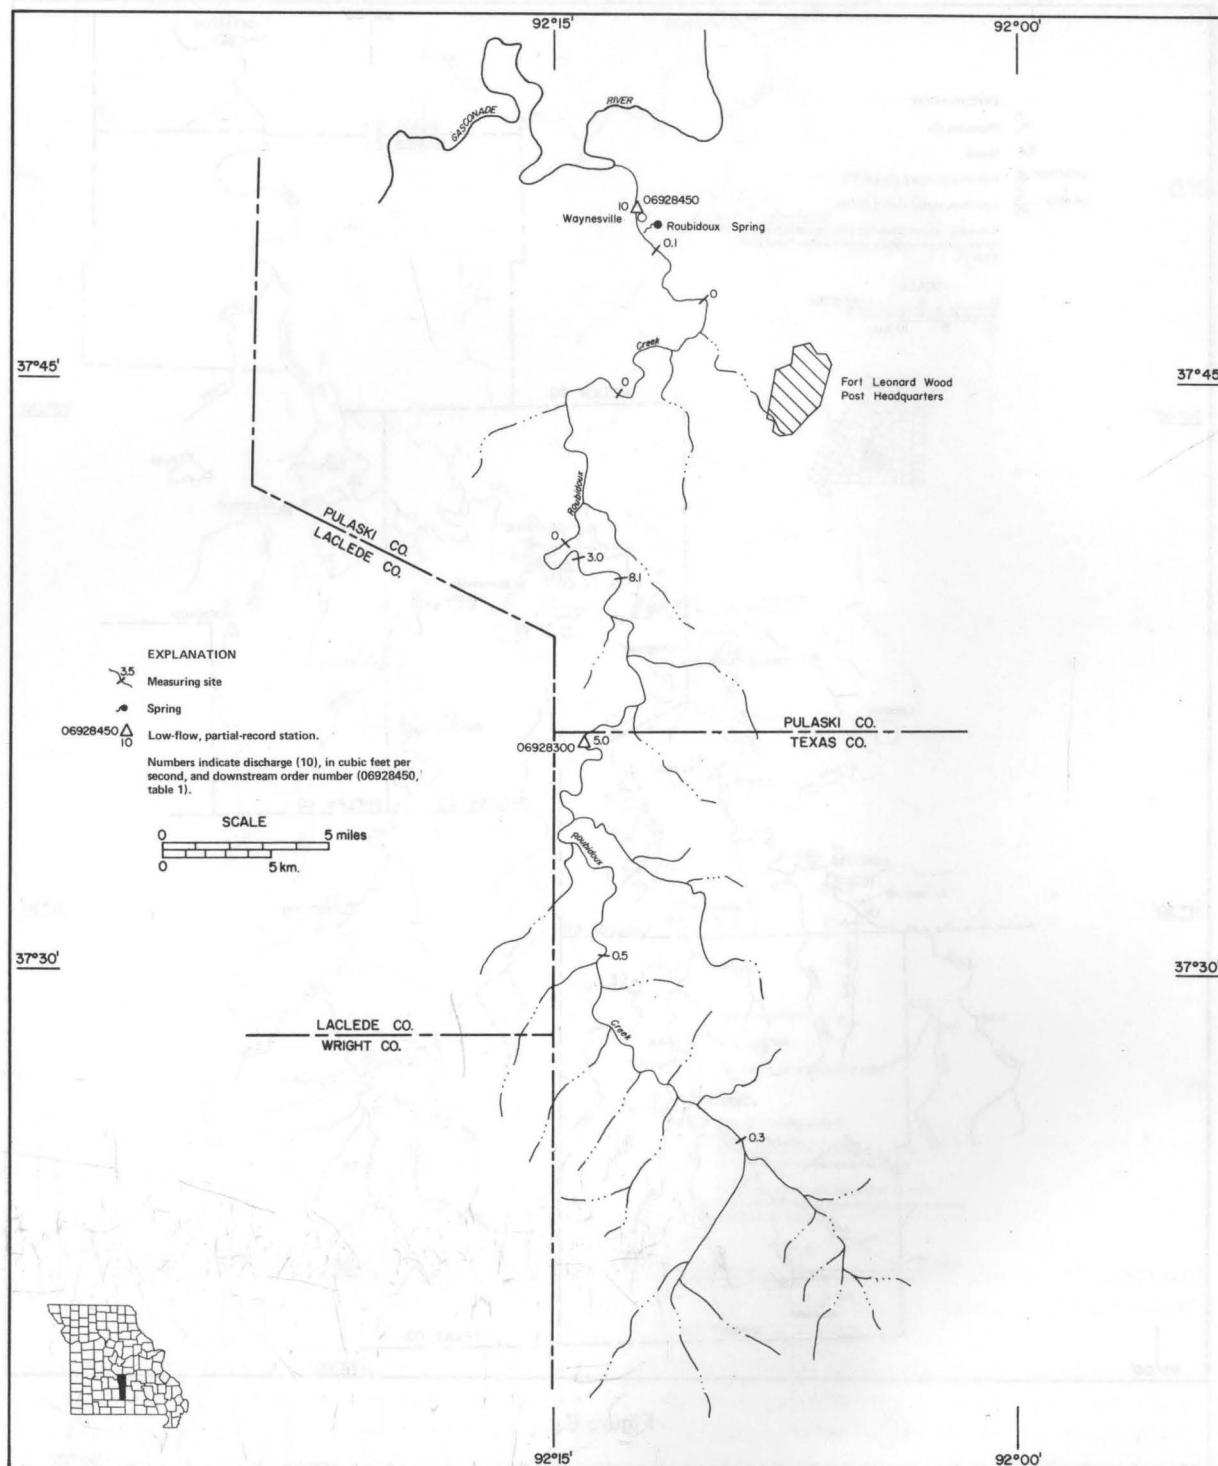 92°15'
92°00'
GASCONADE
RIVER
06928450
10
Waynesville
Roubidoux Spring
0.1
0
Creek
37°45'
37°45'
0
Fort Leonard Wood
Post Headquarters
Roubidoux
PULASKI CO.
LACLEDE CO.
0
3.0
8.1
EXPLANATION
3.5
Measuring site
Spring
06928450
10
Low-flow, partial-record station.
Numbers indicate discharge (10), in cubic feet per
second, and downstream order number (06928450,
table 1).
PULASKI CO.
TEXAS CO.
06928300
5.0
SCALE
0 5 miles
0 5 km.
Roubidoux
37°30'
37°30'
0.5
LACLEDE CO.
WRIGHT CO.
Creek
0.3
92°15'
92°00'